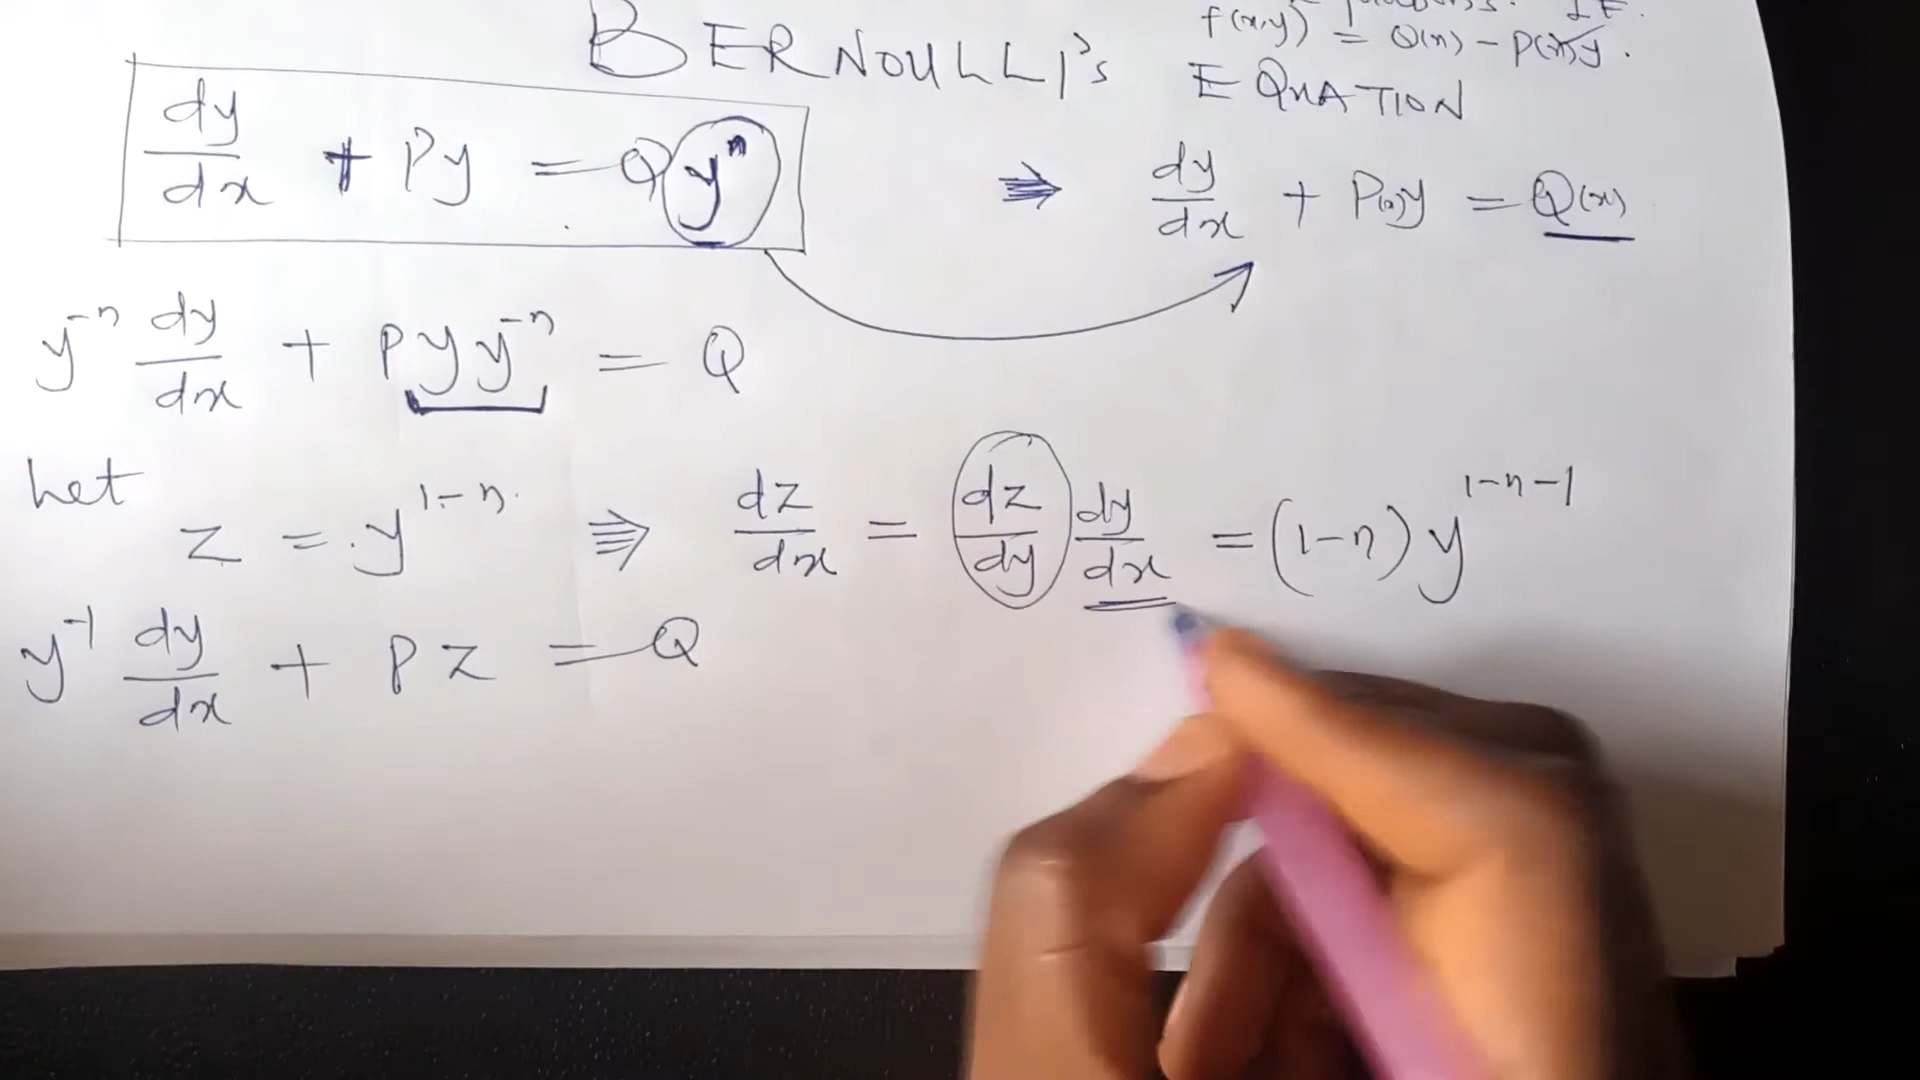 I F.
f(x,y) = Q(x) - P(x)y.
BERNOULLI's EQUATION
dy/dx + Py = Qyⁿ ⇛ dy/dx + P(x)y = Q(x)
y⁻ⁿ dy/dx + Pyy⁻ⁿ = Q
Let
z = y¹⁻ⁿ ⇛ dz/dx = dz/dy dy/dx = (1-n) y¹⁻ⁿ⁻¹
y⁻¹ dy/dx + Pz = Q